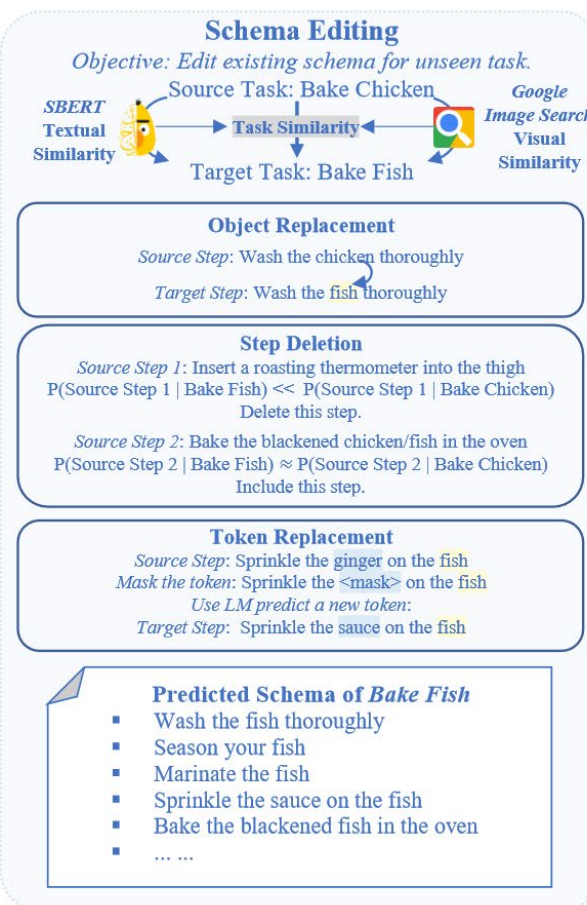 Schema Editing
Objective: Edit existing schema for unseen task.
Source Task: Bake Chicken
SBERT
Textual
Similarity
Task Similarity
Google
Image Search
Visual
Similarity
Target Task: Bake Fish
Object Replacement
Source Step: Wash the chicken thoroughly
Target Step: Wash the fish thoroughly
Step Deletion
Source Step 1: Insert a roasting thermometer into the thigh
P(Source Step 1 | Bake Fish) << P(Source Step 1 | Bake Chicken)
Delete this step.
Source Step 2: Bake the blackened chicken/fish in the oven
P(Source Step 2 | Bake Fish) ≈ P(Source Step 2 | Bake Chicken)
Include this step.
Token Replacement
Source Step: Sprinkle the ginger on the fish
Mask the token: Sprinkle the <mask> on the fish
Use LM predict a new token:
Target Step: Sprinkle the sauce on the fish
Predicted Schema of Bake Fish
▪ Wash the fish thoroughly
▪ Season your fish
▪ Marinate the fish
▪ Sprinkle the sauce on the fish
▪ Bake the blackened fish in the oven
▪ ... ...